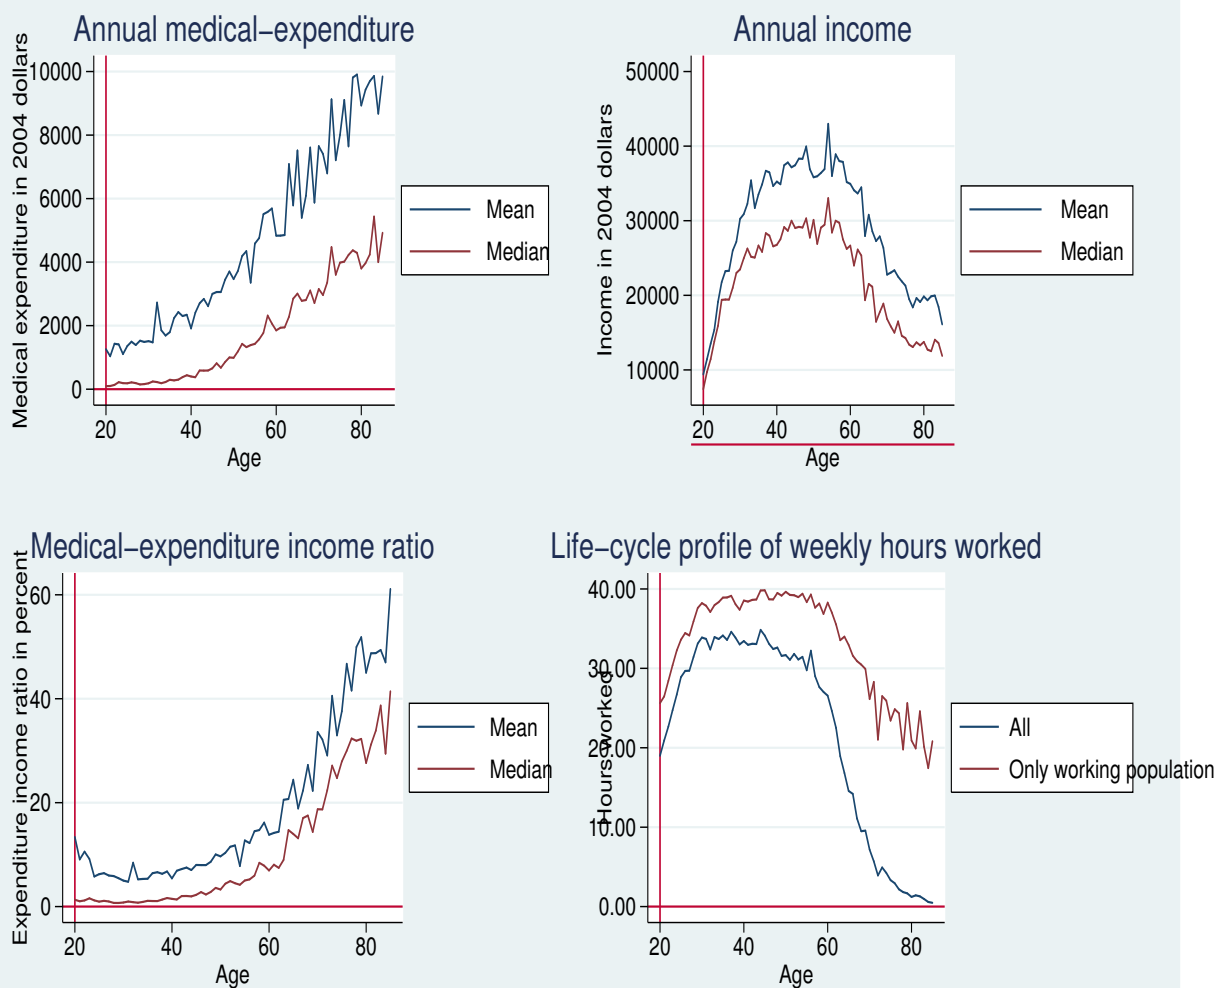 Annual medical−expenditure
Medical expenditure in 2004 dollars
10000
8000
6000
4000
2000
0
20 40 60 80
Age
Mean
Median
Annual income
Income in 2004 dollars
50000
40000
30000
20000
10000
20 40 60 80
Age
Mean
Median
Medical−expenditure income ratio
Expenditure income ratio in percent
60
40
20
0
20 40 60 80
Age
Mean
Median
Life−cycle profile of weekly hours worked
Hours worked
40.00
30.00
20.00
10.00
0.00
20 40 60 80
Age
All
Only working population